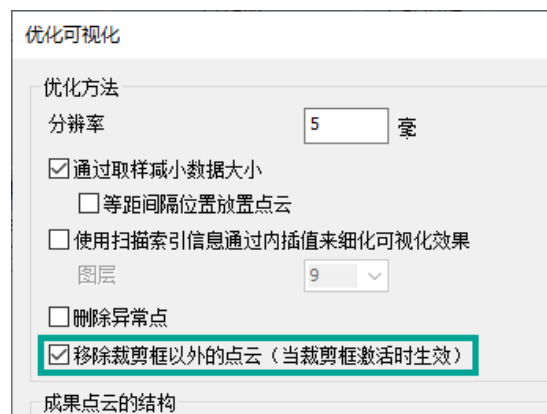 优化可视化
优化方法
分辨率 5 毫
通过取样减小数据大小
等距间隔位置放置点云
使用扫描索引信息通过内插值来细化可视化效果
图层 9
删除异常点
移除裁剪框以外的点云（当裁剪框激活时生效）
成果点云的结构